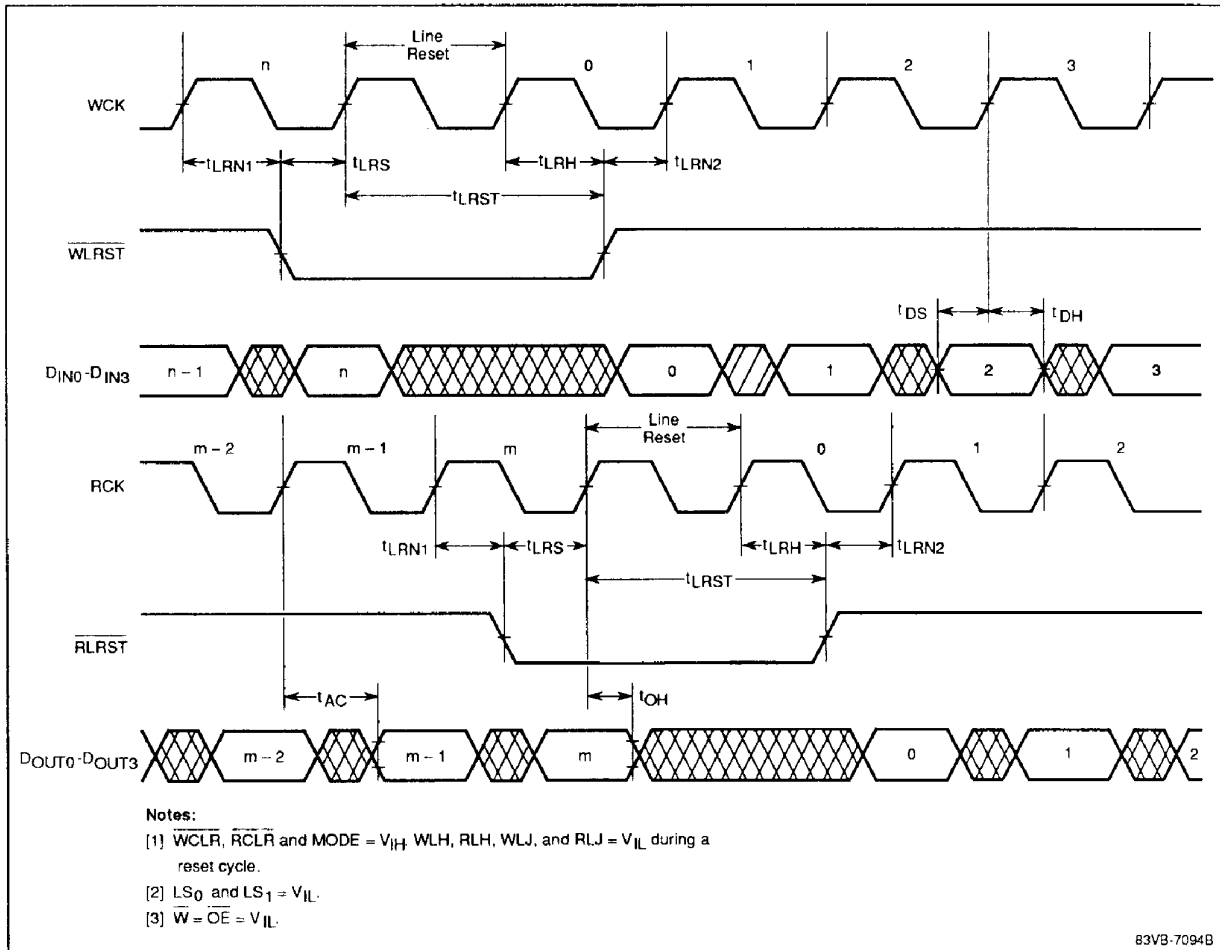 Line
Reset
n 0 1 2 3
WCK
tLRN1 tLRS tLRH tLRN2
tLRST
WLRST
tDS tDH
DIN0-DIN3 n – 1 n 0 1 2 3
Line
Reset
m – 2 m – 1 m 0 1 2
RCK
tLRN1 tLRS tLRH tLRN2
tLRST
RLRST
tAC tOH
DOUT0-DOUT3 m – 2 m – 1 m 0 1 2
Notes:
[1] WCLR, RCLR and MODE = VIH. WLH, RLH, WLJ, and RLJ = VIL during a
reset cycle.
[2] LS0 and LS1 = VIL.
[3] W = OE = VIL.
83VB-7094B